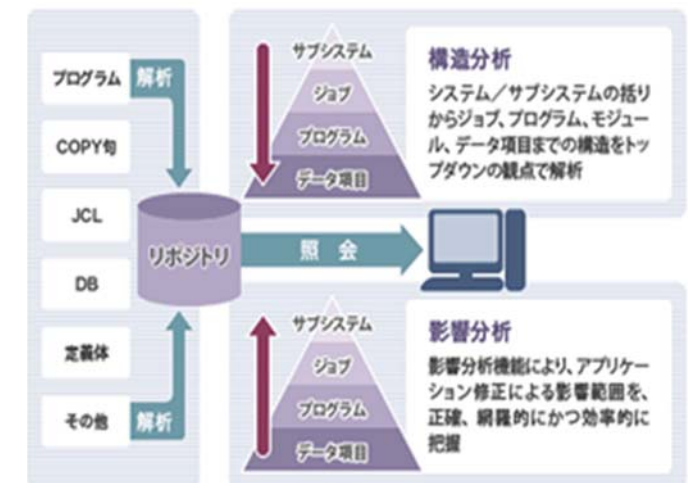 プログラム
解析
COPY句
JCL
DB
定義体
その他
解析
リポジトリ
照 会
サブシステム
ジョブ
プログラム
データ項目
構造分析
システム／サブシステムの括り
からジョブ、プログラム、モジュー
ル、データ項目までの構造をトッ
プダウンの観点で解析
サブシステム
ジョブ
プログラム
データ項目
影響分析
影響分析機能により、アプリケー
ション修正による影響範囲を、
正確、網羅的にかつ効率的に
把握